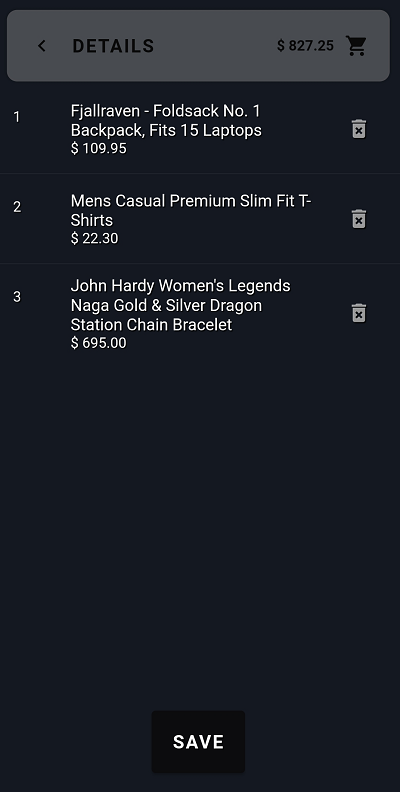 DETAILS $ 827.25
1 Fjallraven - Foldsack No. 1
Backpack, Fits 15 Laptops
$ 109.95
2 Mens Casual Premium Slim Fit T-
Shirts
$ 22.30
3 John Hardy Women's Legends
Naga Gold & Silver Dragon
Station Chain Bracelet
$ 695.00
SAVE